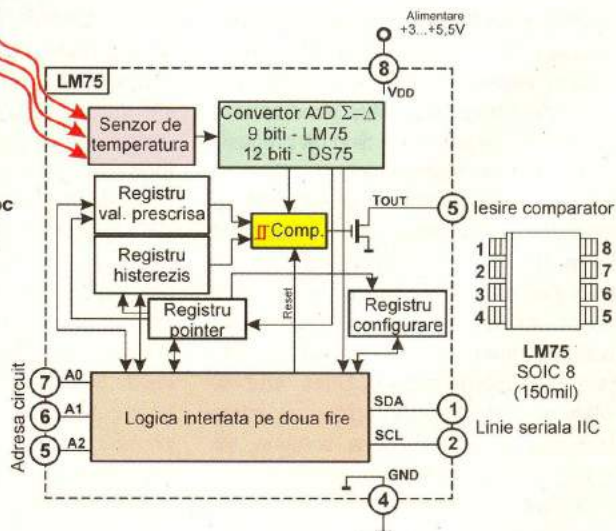 Alimentare
+3...+5,5V
8
VDD
LM75
Senzor de
temperatura
Convertor A/D Σ–Δ
9 biti - LM75
12 biti - DS75
oc
Registru
val. prescrisa
Comp.
TOUT
5
Iesire comparator
Registru
histerezis
Reset
Registru
pointer
Registru
configurare
1
2
3
4
8
7
6
5
LM75
SOIC 8
(150mil)
Adresa circuit
7
A0
6
A1
5
A2
Logica interfata pe doua fire
SDA
1
SCL
2
Linie seriala IIC
GND
4